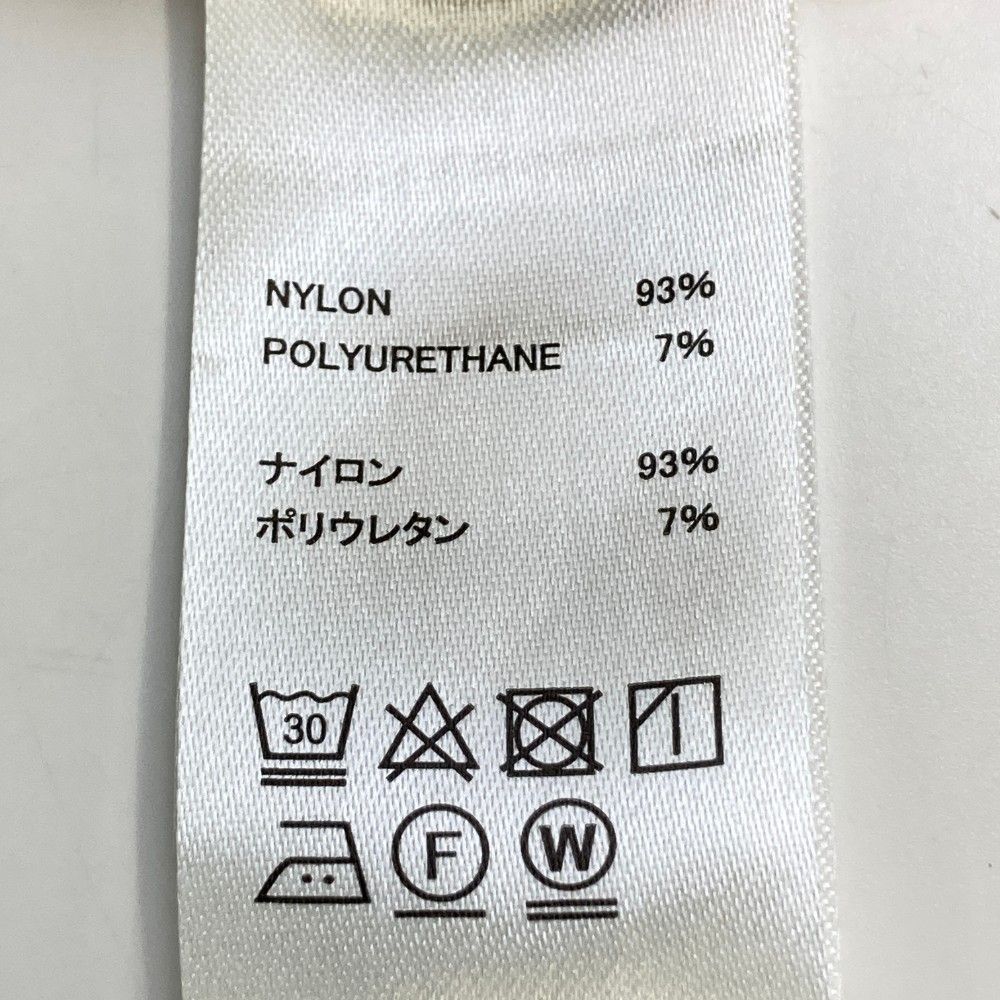 NYLON 93%
POLYURETHANE 7%
ナイロン 93%
ポリウレタン 7%
30
F W